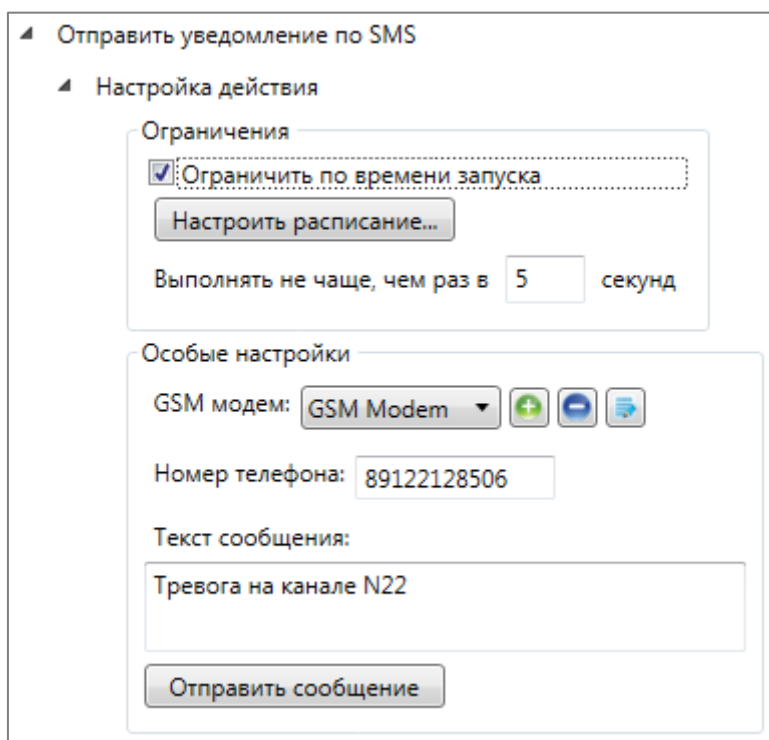 Отправить уведомление по SMS
Настройка действия
Ограничения
Ограничить по времени запуска
Настроить расписание...
Выполнять не чаще, чем раз в 5 секунд
Особые настройки
GSM модем: GSM Modem
Номер телефона: 89122128506
Текст сообщения:
Тревога на канале N22
Отправить сообщение